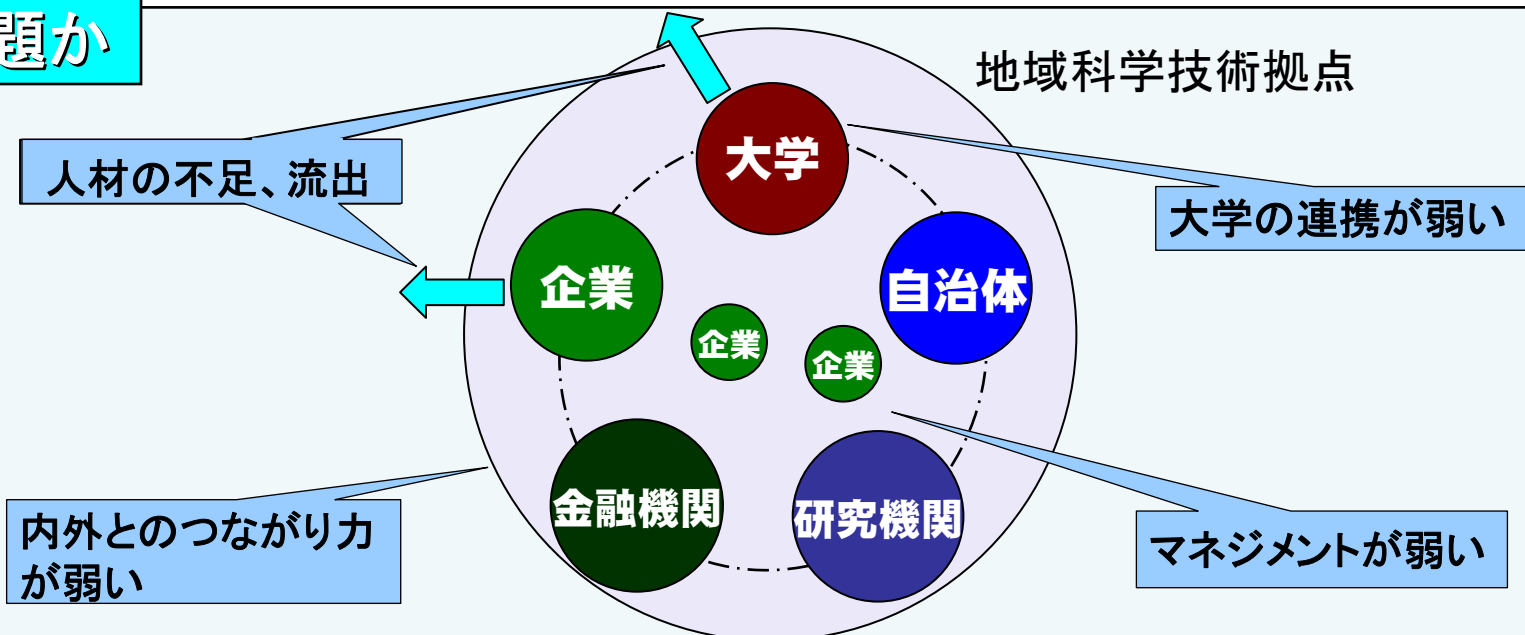 題か
地域科学技術拠点
人材の不足、流出
大学
大学の連携が弱い
企業
自治体
企業
企業
金融機関
研究機関
内外とのつながり力
が弱い
マネジメントが弱い